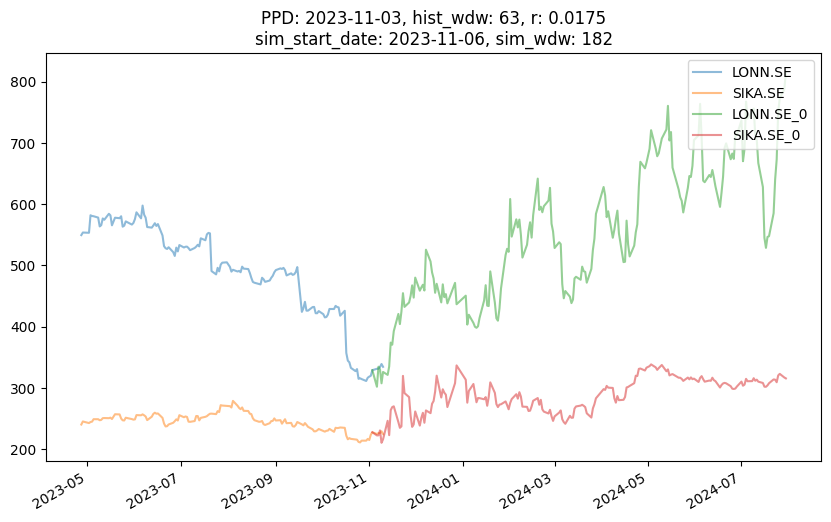 PPD: 2023-11-03, hist_wdw: 63, r: 0.0175
sim_start_date: 2023-11-06, sim_wdw: 182
LONN.SE
SIKA.SE
LONN.SE_0
SIKA.SE_0
800
700
600
500
400
300
200
2023-05
2023-07
2023-09
2023-11
2024-01
2024-03
2024-05
2024-07